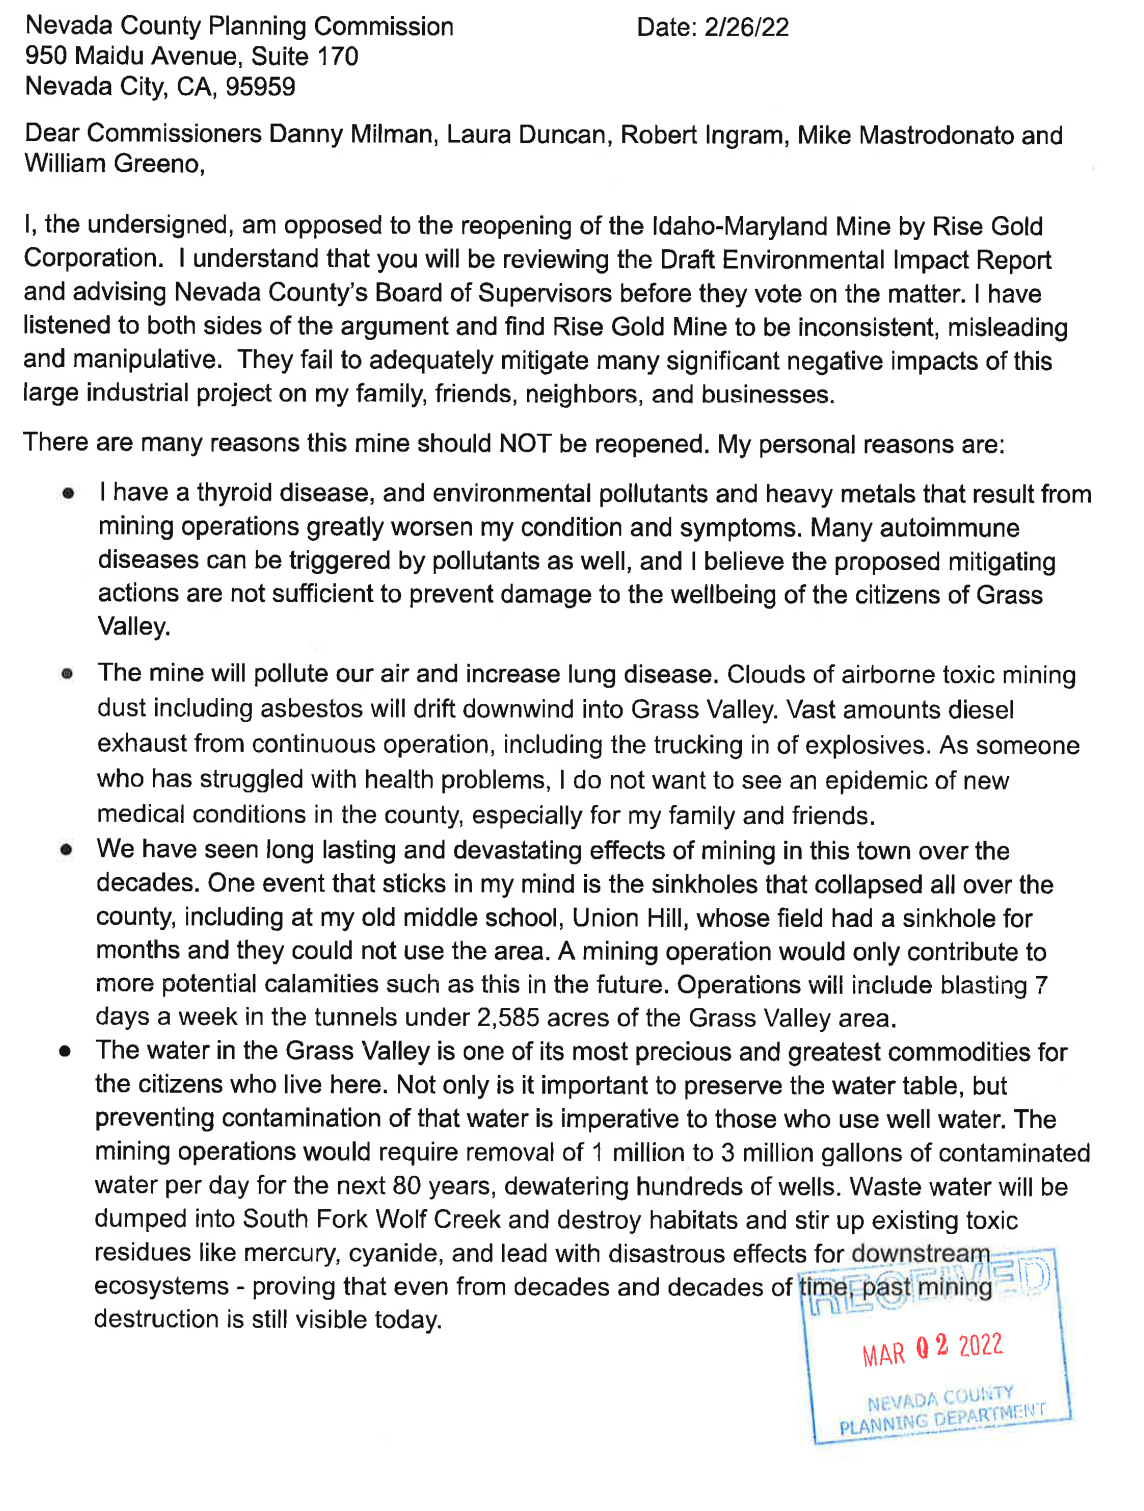 Nevada County Planning Commission Date: 2/26/22
950 Maidu Avenue, Suite 170
Nevada City, CA, 95959
Dear Commissioners Danny Milman, Laura Duncan, Robert Ingram, Mike Mastrodonato and
William Greeno,
I, the undersigned, am opposed to the reopening of the Idaho-Maryland Mine by Rise Gold
Corporation.  I understand that you will be reviewing the Draft Environmental Impact Report
and advising Nevada County's Board of Supervisors before they vote on the matter. I have
listened to both sides of the argument and find Rise Gold Mine to be inconsistent, misleading
and manipulative.  They fail to adequately mitigate many significant negative impacts of this
large industrial project on my family, friends, neighbors, and businesses.
There are many reasons this mine should NOT be reopened. My personal reasons are:
● I have a thyroid disease, and environmental pollutants and heavy metals that result from
mining operations greatly worsen my condition and symptoms. Many autoimmune
diseases can be triggered by pollutants as well, and I believe the proposed mitigating
actions are not sufficient to prevent damage to the wellbeing of the citizens of Grass
Valley.
● The mine will pollute our air and increase lung disease. Clouds of airborne toxic mining
dust including asbestos will drift downwind into Grass Valley. Vast amounts diesel
exhaust from continuous operation, including the trucking in of explosives. As someone
who has struggled with health problems, I do not want to see an epidemic of new
medical conditions in the county, especially for my family and friends.
● We have seen long lasting and devastating effects of mining in this town over the
decades. One event that sticks in my mind is the sinkholes that collapsed all over the
county, including at my old middle school, Union Hill, whose field had a sinkhole for
months and they could not use the area. A mining operation would only contribute to
more potential calamities such as this in the future. Operations will include blasting 7
days a week in the tunnels under 2,585 acres of the Grass Valley area.
● The water in the Grass Valley is one of its most precious and greatest commodities for
the citizens who live here. Not only is it important to preserve the water table, but
preventing contamination of that water is imperative to those who use well water. The
mining operations would require removal of 1 million to 3 million gallons of contaminated
water per day for the next 80 years, dewatering hundreds of wells. Waste water will be
dumped into South Fork Wolf Creek and destroy habitats and stir up existing toxic
residues like mercury, cyanide, and lead with disastrous effects for downstream
ecosystems - proving that even from decades and decades of time, past mining
destruction is still visible today.
RECEIVED
MAR 02 2022
NEVADA COUNTY
PLANNING DEPARTMENT